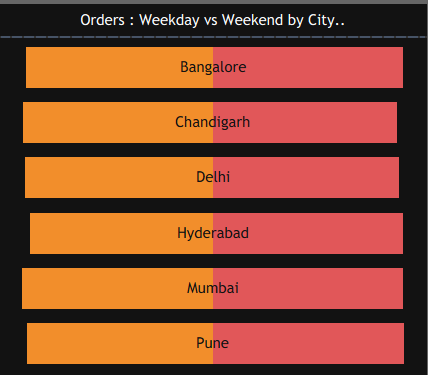 Orders : Weekday vs Weekend by City..
Bangalore
Chandigarh
Delhi
Hyderabad
Mumbai
Pune